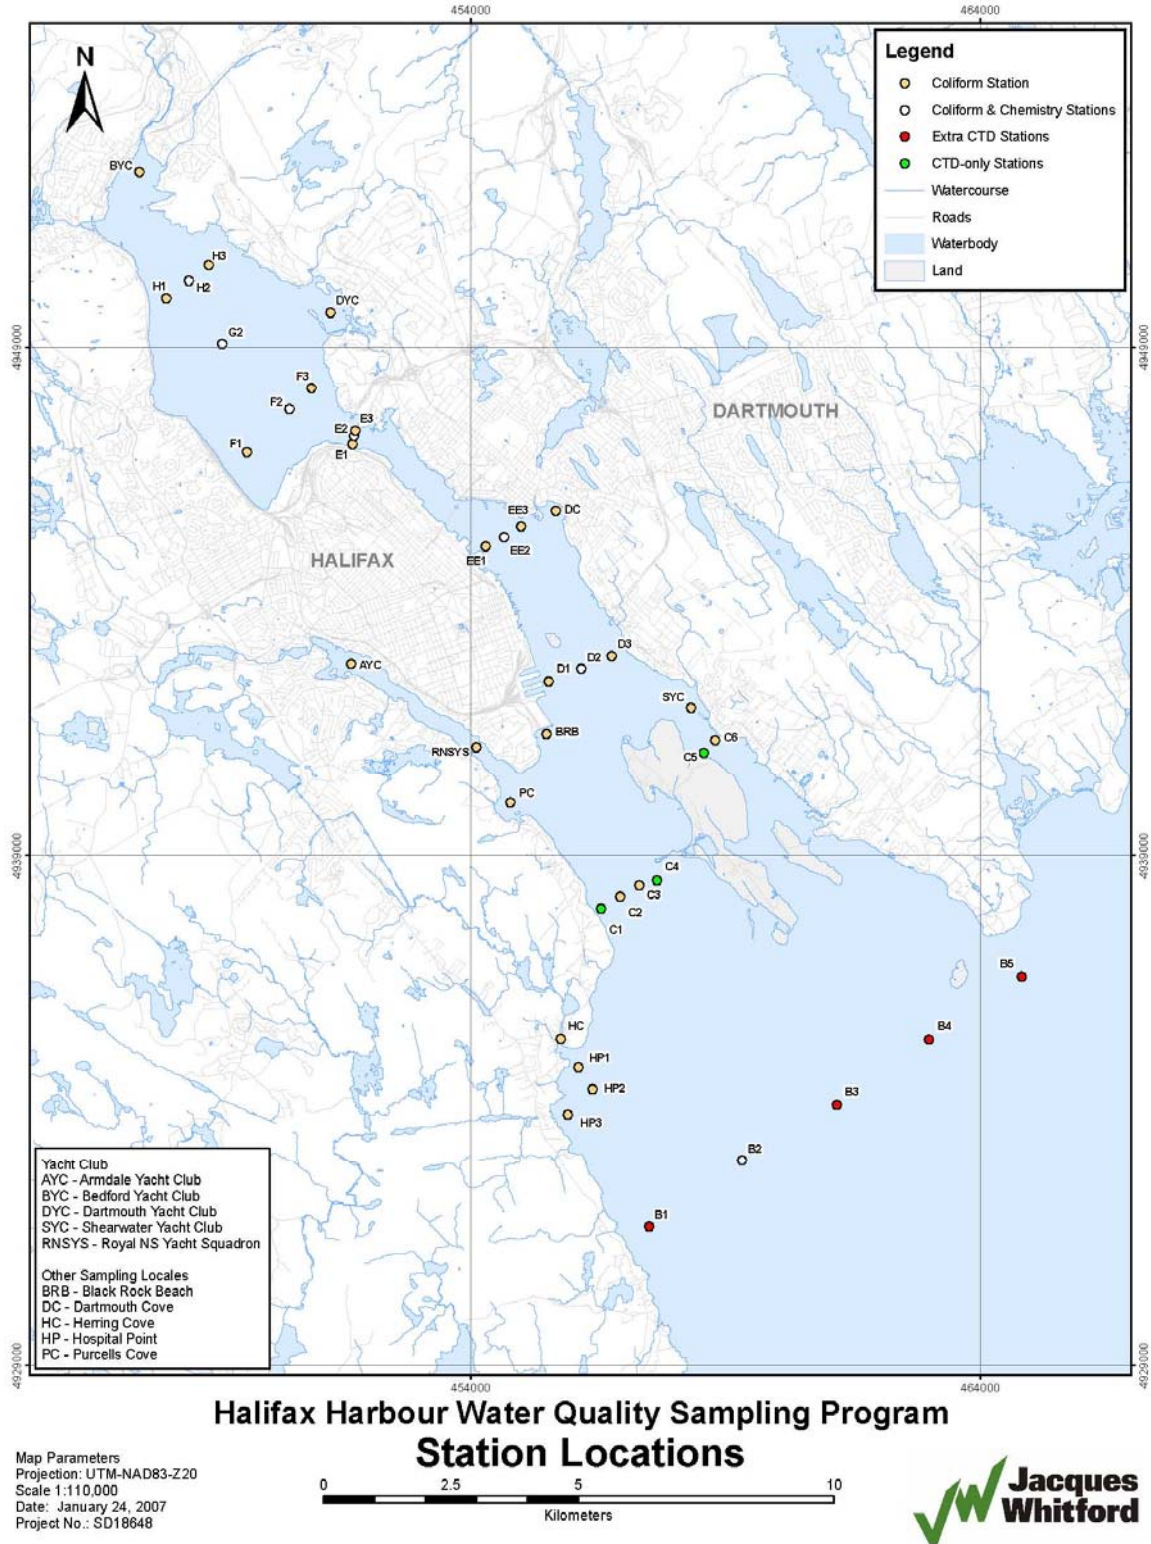 454000
464000
N
Legend
Coliform Station
Coliform & Chemistry Stations
Extra CTD Stations
CTD-only Stations
Watercourse
Roads
Waterbody
Land
BYC
H3
H2
H1
DYC
G2
4949000
4949000
F3
F2
DARTMOUTH
E3
E2
F1
E1
EE3
DC
EE2
EE1
HALIFAX
D3
D2
D1
AYC
SYC
BRB
C6
RNSYS
C5
PC
4939000
4939000
C4
C3
C2
C1
B5
HC
B4
HP1
HP2
B3
HP3
B2
B1
Yacht Club
AYC - Armdale Yacht Club
BYC - Bedford Yacht Club
DYC - Dartmouth Yacht Club
SYC - Shearwater Yacht Club
RNSYS - Royal NS Yacht Squadron
Other Sampling Locales
BRB - Black Rock Beach
DC - Dartmouth Cove
HC - Herring Cove
HP - Hospital Point
PC - Purcells Cove
4929000
4929000
454000
464000
Halifax Harbour Water Quality Sampling Program
Station Locations
Map Parameters
Projection: UTM-NAD83-Z20
Scale 1:110,000
Date: January 24, 2007
Project No.: SD18648
0 2.5 5 10
Kilometers
JW Jacques
Whitford